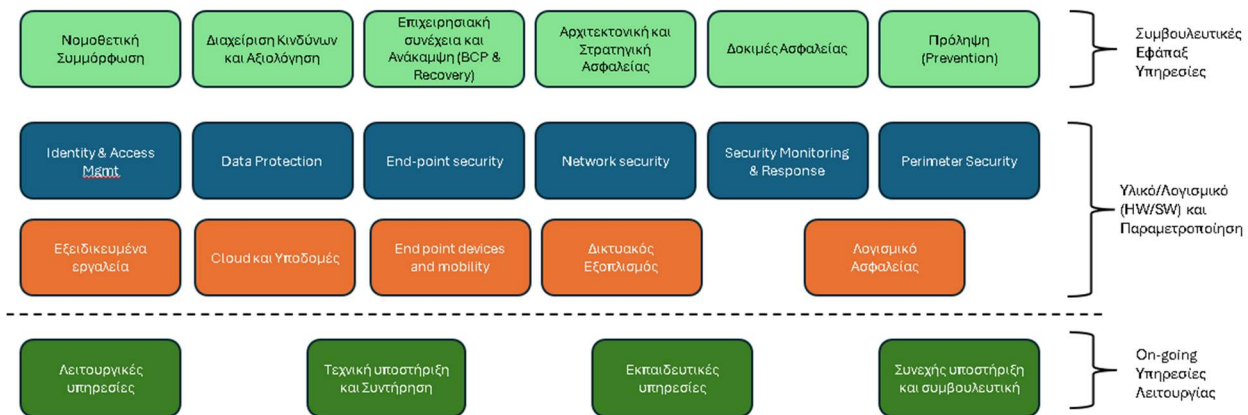 Νομοθετική
Συμμόρφωση
Διαχείριση Κινδύνων
και Αξιολόγηση
Επιχειρησιακή
συνέχεια και
Ανάκαμψη (BCP &
Recovery)
Αρχιτεκτονική και
Στρατηγική
Ασφαλείας
Δοκιμές Ασφαλείας
Πρόληψη
(Prevention)
Συμβουλευτικές
Εφάπαξ
Υπηρεσίες
Identity & Access
Mgmt
Data Protection
End-point security
Network security
Security Monitoring
& Response
Perimeter Security
Εξειδικευμένα
εργαλεία
Cloud και Υποδομές
End point devices
and mobility
Δικτυακός
Εξοπλισμός
Λογισμικό
Ασφαλείας
Υλικό/Λογισμικό
(HW/SW) και
Παραμετροποίηση
Λειτουργικές
υπηρεσίες
Τεχνική υποστήριξη
και Συντήρηση
Εκπαιδευτικές
υπηρεσίες
Συνεχής υποστήριξη
και συμβουλευτική
On-going
Υπηρεσίες
Λειτουργίας